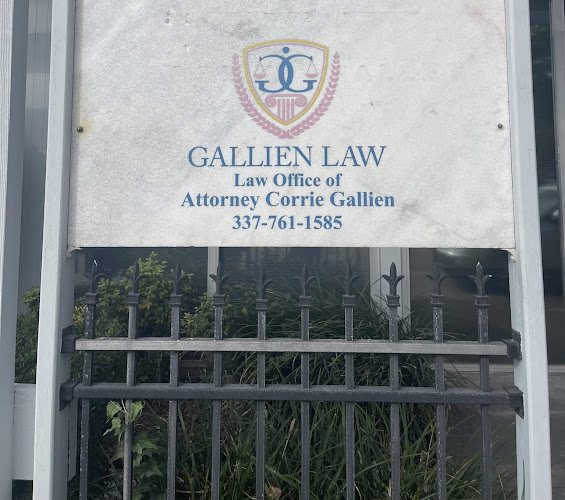 GALLIEN LAW
Law Office of
Attorney Corrie Gallien
337-761-1585